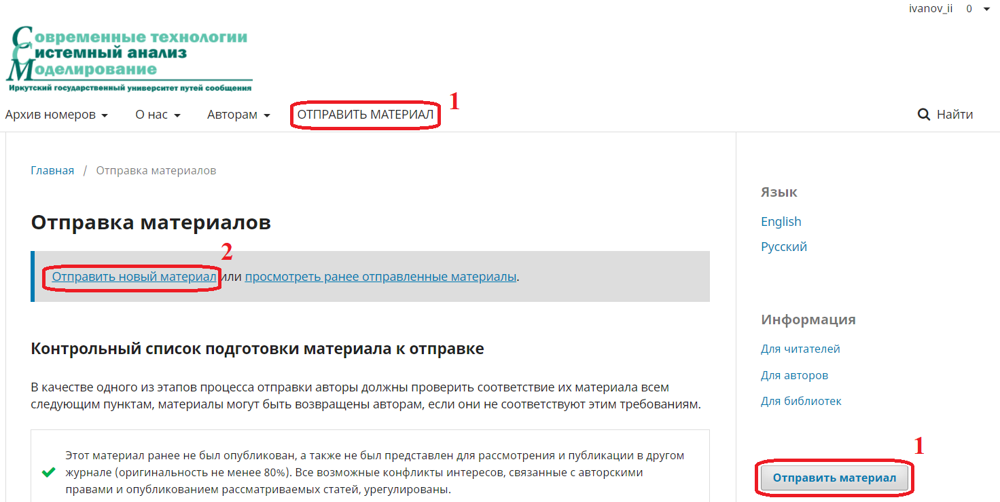 ivanov_ii 0
Современные технологии
Системный анализ
Моделирование
Иркутский государственный университет путей сообщения
Архив номеров О нас Авторам ОТПРАВИТЬ МАТЕРИАЛ 1 Найти
Главная / Отправка материалов
Отправка материалов
2
Отправить новый материал или просмотреть ранее отправленные материалы.
Контрольный список подготовки материала к отправке
В качестве одного из этапов процесса отправки авторы должны проверить соответствие их материала всем
следующим пунктам, материалы могут быть возвращены авторам, если они не соответствуют этим требованиям.
Этот материал ранее не был опубликован, а также не был представлен для рассмотрения и публикации в другом
журнале (оригинальность не менее 80%). Все возможные конфликты интересов, связанные с авторскими
правами и опубликованием рассматриваемых статей, урегулированы.
Язык
English
Русский
Информация
Для читателей
Для авторов
Для библиотек
1
Отправить материал